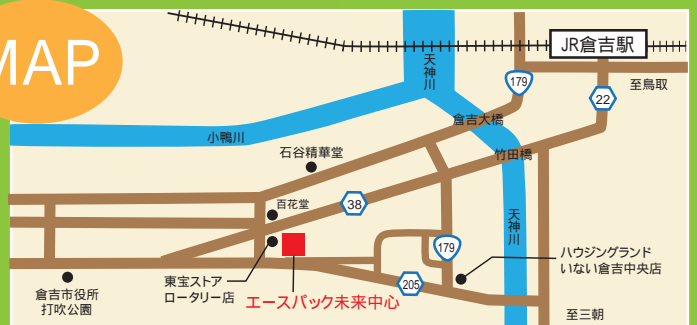 MAP
JR倉吉駅
天神川
179
至鳥取
22
倉吉大橋
小鴨川
石谷精華堂
竹田橋
百花堂
38
天神川
179
ハウジングランド
いない倉吉中央店
東宝ストア
ロータリー店
205
倉吉市役所
打吹公園
エースパック未来中心
至三朝